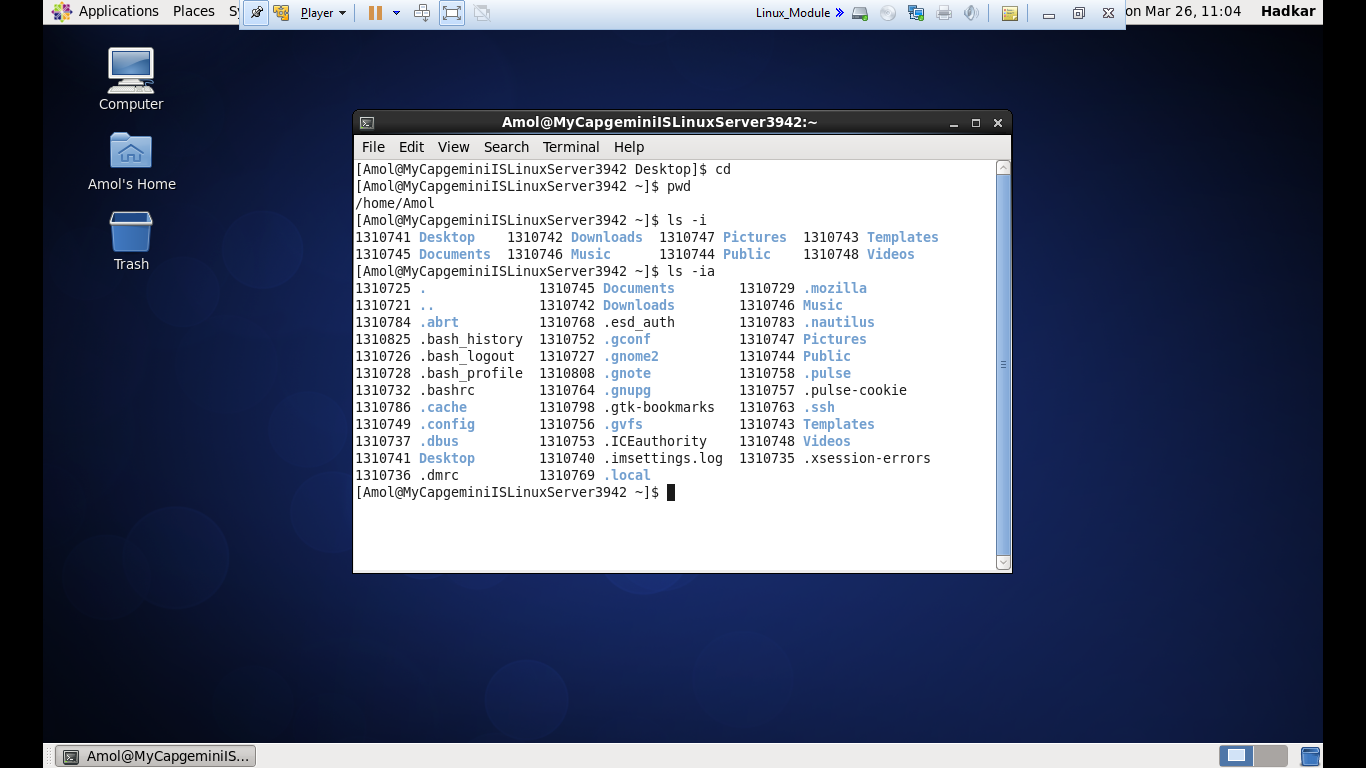 Applications Places Sy Player Linux_Module » on Mar 26, 11:04 Hadkar
Computer
Amol's Home
Trash
Amol@MyCapgeminiISLinuxServer3942:~
File Edit View Search Terminal Help
[Amol@MyCapgeminiISLinuxServer3942 Desktop]$ cd
[Amol@MyCapgeminiISLinuxServer3942 ~]$ pwd
/home/Amol
[Amol@MyCapgeminiISLinuxServer3942 ~]$ ls -i
1310741 Desktop    1310742 Downloads  1310747 Pictures  1310743 Templates
1310745 Documents  1310746 Music      1310744 Public    1310748 Videos
[Amol@MyCapgeminiISLinuxServer3942 ~]$ ls -ia
1310725 .              1310745 Documents        1310729 .mozilla
1310721 ..             1310742 Downloads        1310746 Music
1310784 .abrt          1310768 .esd_auth        1310783 .nautilus
1310825 .bash_history  1310752 .gconf           1310747 Pictures
1310726 .bash_logout   1310727 .gnome2          1310744 Public
1310728 .bash_profile  1310808 .gnote           1310758 .pulse
1310732 .bashrc        1310764 .gnupg           1310757 .pulse-cookie
1310786 .cache         1310798 .gtk-bookmarks   1310763 .ssh
1310749 .config        1310756 .gvfs            1310743 Templates
1310737 .dbus          1310753 .ICEauthority    1310748 Videos
1310741 Desktop        1310740 .imsettings.log  1310735 .xsession-errors
1310736 .dmrc          1310769 .local
[Amol@MyCapgeminiISLinuxServer3942 ~]$
Amol@MyCapgeminiIS...